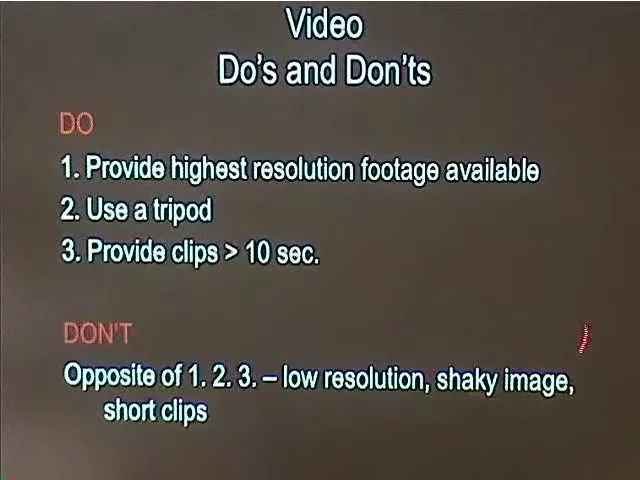 Video
Do's and Don'ts
DO
1. Provide highest resolution footage available
2. Use a tripod
3. Provide clips > 10 sec.
DON'T
Opposite of 1. 2. 3. – low resolution, shaky image,
short clips